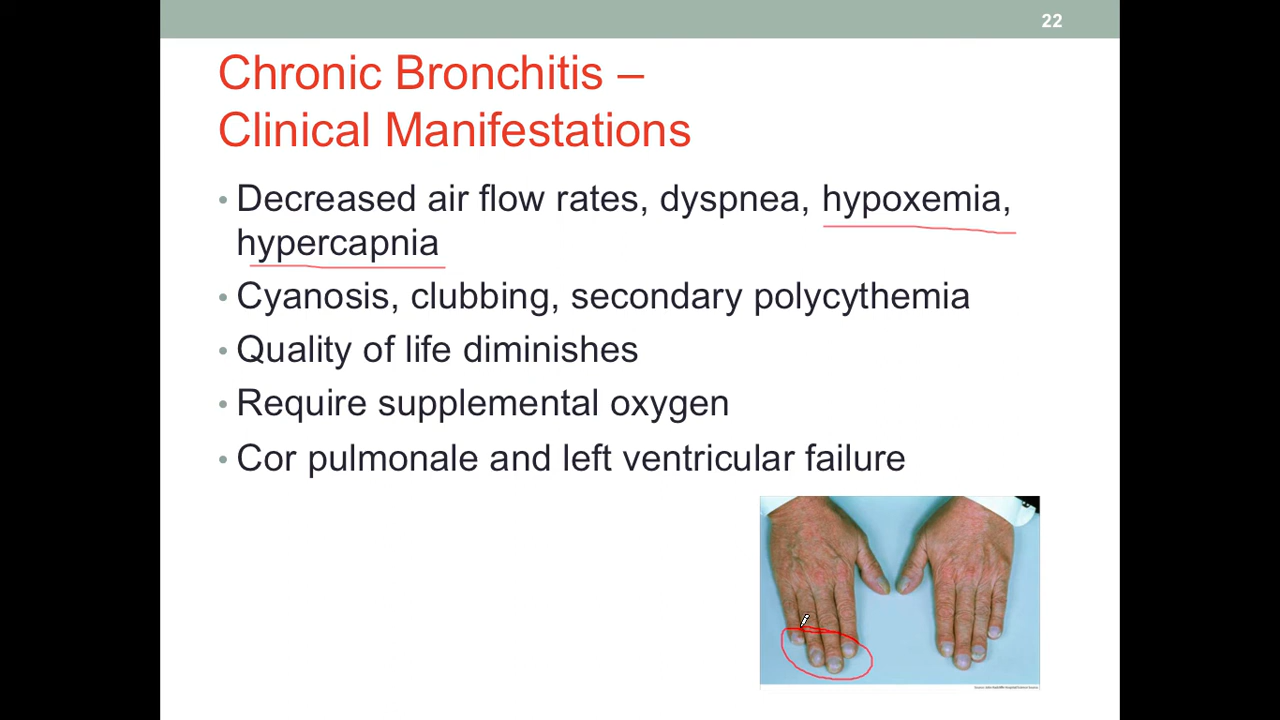 22
Chronic Bronchitis –
Clinical Manifestations
• Decreased air flow rates, dyspnea, hypoxemia,
hypercapnia
• Cyanosis, clubbing, secondary polycythemia
• Quality of life diminishes
• Require supplemental oxygen
• Cor pulmonale and left ventricular failure